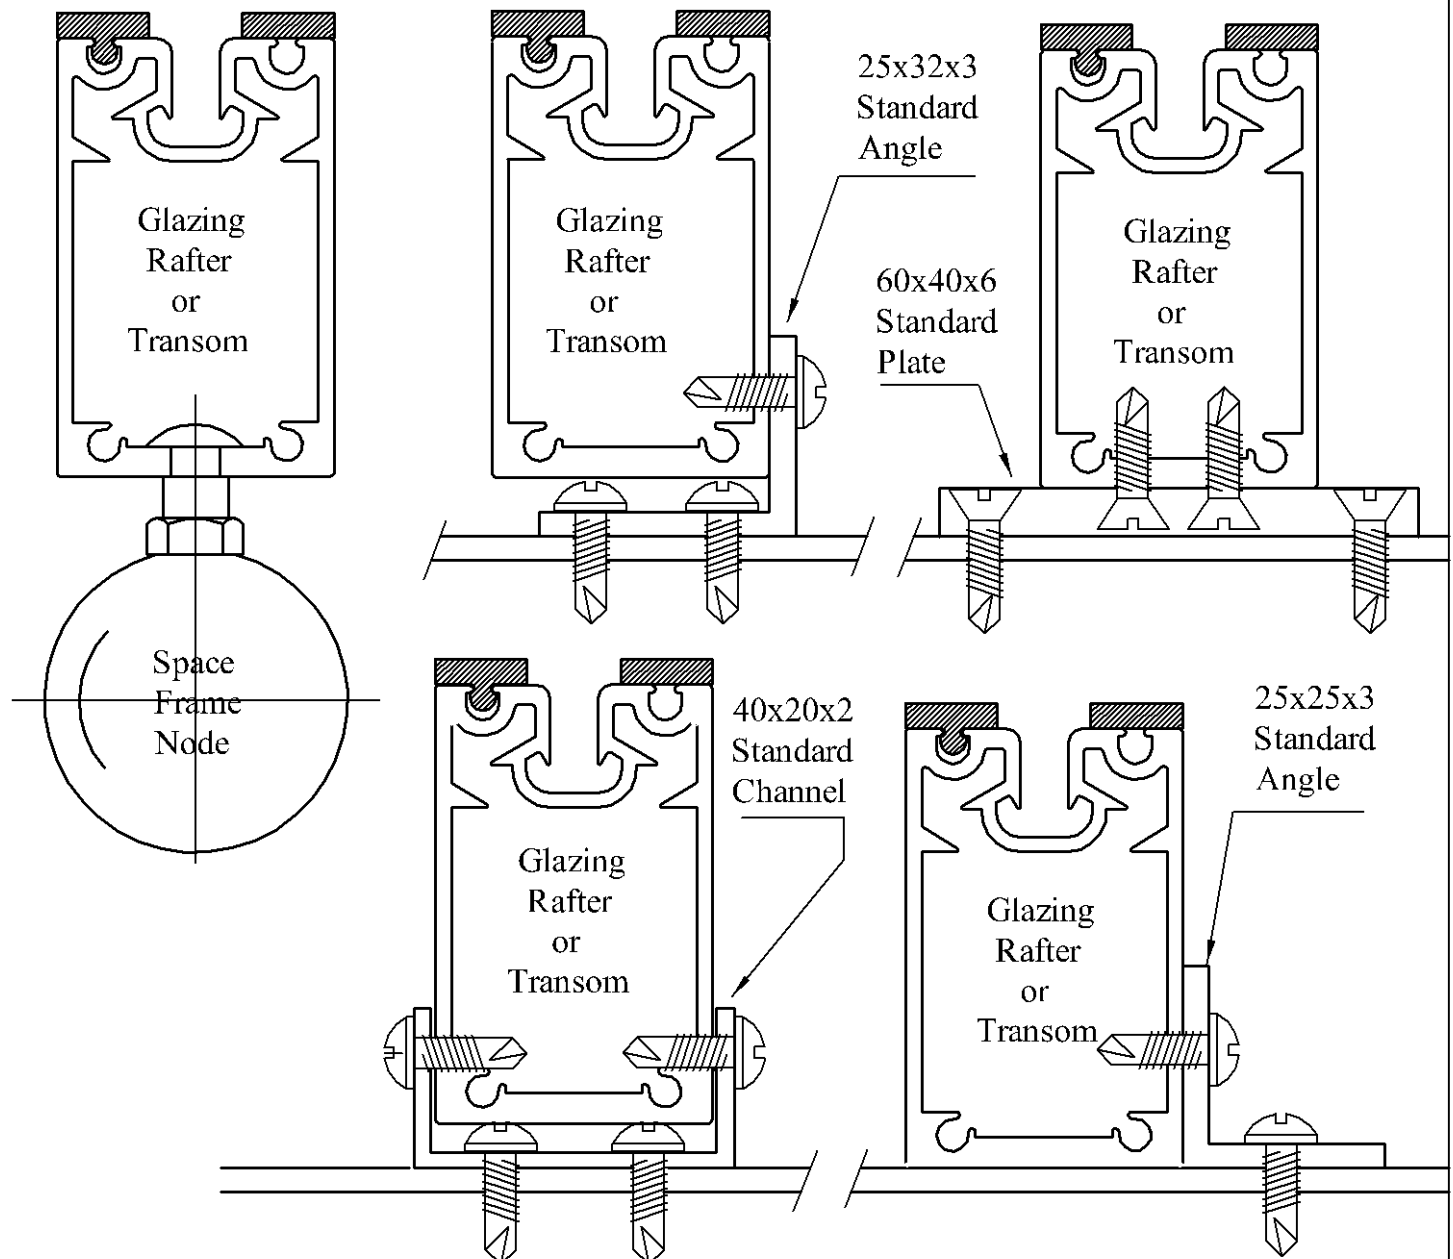 Glazing
Rafter
or
Transom
Glazing
Rafter
or
Transom
25x32x3
Standard
Angle
60x40x6
Standard
Plate
Glazing
Rafter
or
Transom
Space
Frame
Node
Glazing
Rafter
or
Transom
40x20x2
Standard
Channel
Glazing
Rafter
or
Transom
25x25x3
Standard
Angle